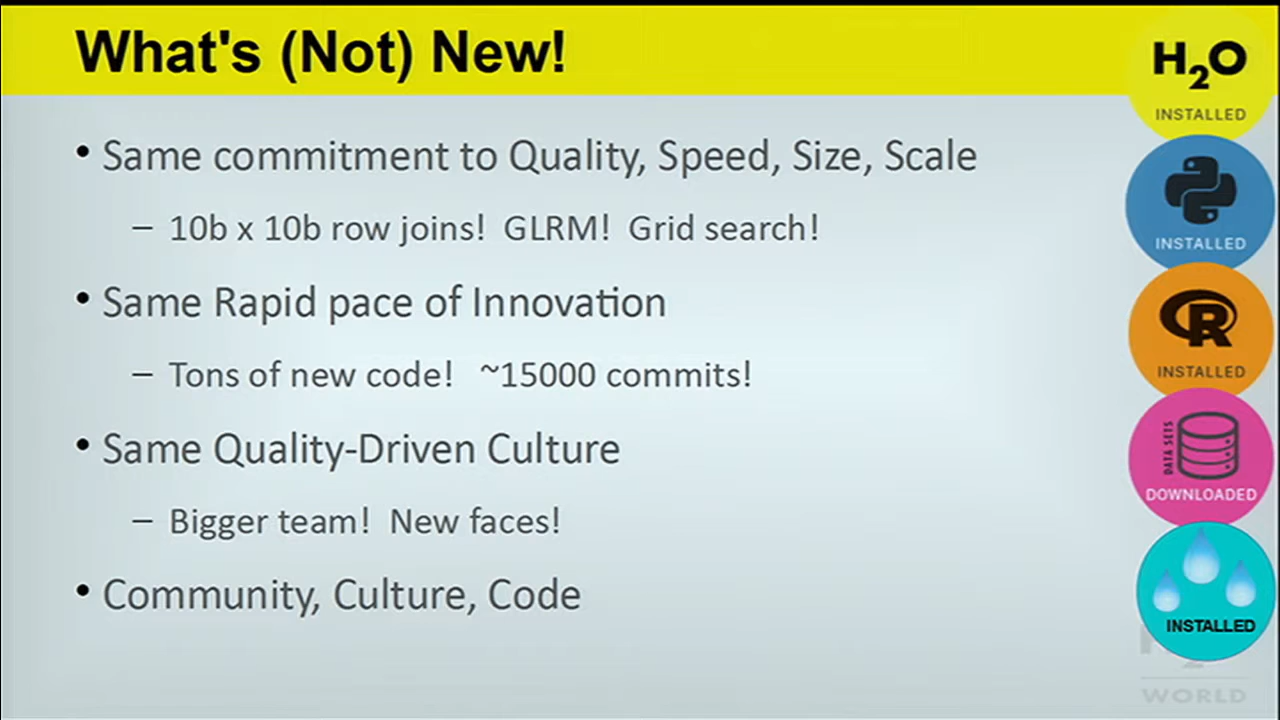 What's (Not) New!
• Same commitment to Quality, Speed, Size, Scale
– 10b x 10b row joins! GLRM! Grid search!
• Same Rapid pace of Innovation
– Tons of new code! ~15000 commits!
• Same Quality-Driven Culture
– Bigger team! New faces!
• Community, Culture, Code
H2O
INSTALLED
INSTALLED
R
INSTALLED
DATA SETS
DOWNLOADED
INSTALLED
H2
WORLD